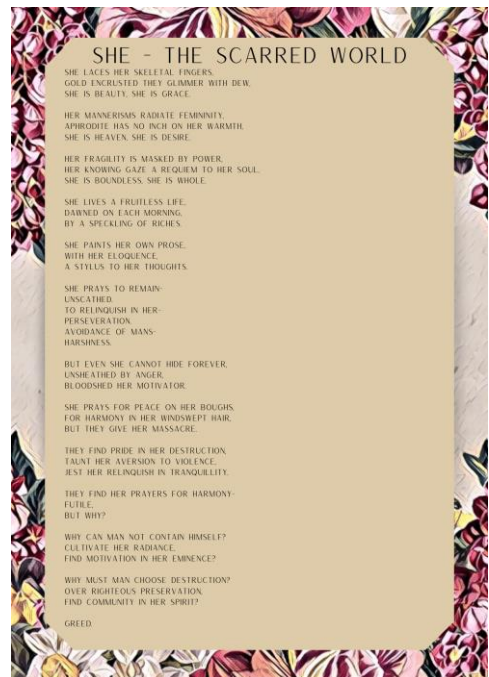 SHE - THE SCARRED WORLD
SHE LACES HER SKELETAL FINGERS,
GOLD ENCRUSTED THEY GLIMMER WITH DEW,
SHE IS BEAUTY, SHE IS GRACE.
HER MANNERISMS RADIATE FEMININITY,
APHRODITE HAS NO INCH ON HER WARMTH,
SHE IS HEAVEN, SHE IS DESIRE.
HER FRAGILITY IS MASKED BY POWER,
HER KNOWING GAZE A REQUIEM TO HER SOUL,
SHE IS BOUNDLESS, SHE IS WHOLE.
SHE LIVES A FRUITLESS LIFE,
DAWNED ON EACH MORNING,
BY A SPECKLING OF RICHES.
SHE PAINTS HER OWN PROSE,
WITH HER ELOQUENCE,
A STYLUS TO HER THOUGHTS.
SHE PRAYS TO REMAIN-
UNSCATHED,
TO RELINQUISH IN HER-
PERSEVERATION,
AVOIDANCE OF MANS-
HARSHNESS.
BUT EVEN SHE CANNOT HIDE FOREVER,
UNSHEATHED BY ANGER,
BLOODSHED HER MOTIVATOR.
SHE PRAYS FOR PEACE ON HER BOUGHS,
FOR HARMONY IN HER WINDSWEPT HAIR,
BUT THEY GIVE HER MASSACRE.
THEY FIND PRIDE IN HER DESTRUCTION,
TAUNT HER AVERSION TO VIOLENCE,
JEST HER RELINQUISH IN TRANQUILLITY.
THEY FIND HER PRAYERS FOR HARMONY-
FUTILE,
BUT WHY?
WHY CAN MAN NOT CONTAIN HIMSELF?
CULTIVATE HER RADIANCE,
FIND MOTIVATION IN HER EMINENCE?
WHY MUST MAN CHOOSE DESTRUCTION?
OVER RIGHTEOUS PRESERVATION,
FIND COMMUNITY IN HER SPIRIT?
GREED.